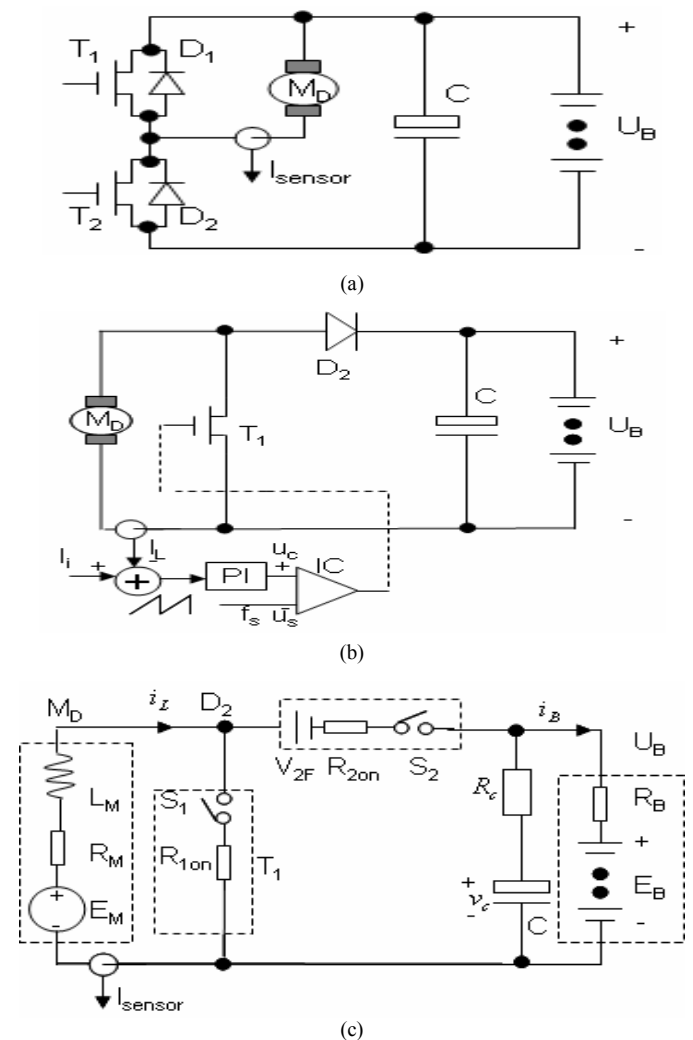 T1 D1
MD
C
UB
+
-
Isensor
T2 D2
(a)
D2
+
MD
T1
C
UB
-
Ii + IL -
+
PI
uc
+
IC
fs us -
(b)
MD iL D2 iB UB
V2F R2on S2
LM S1 Rc RB
RM R1on T1 + +
EM vc EB
+ - - C -
Isensor
(c)